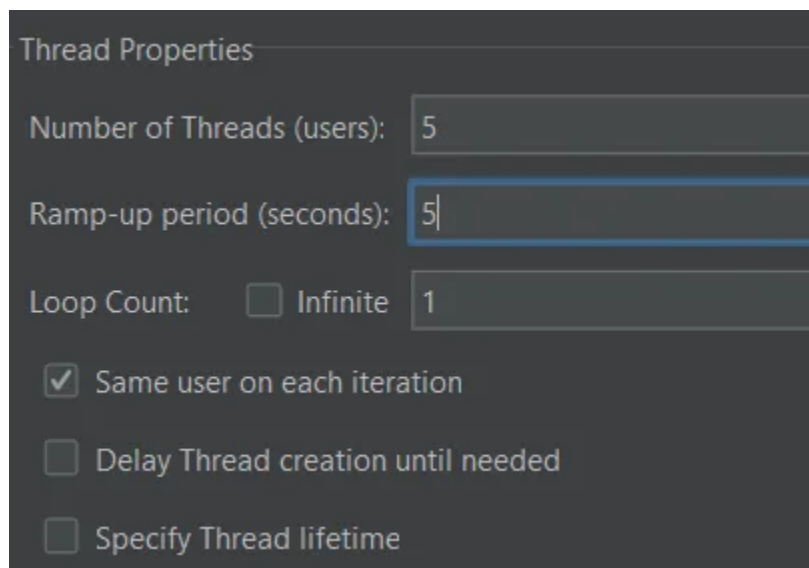 Thread Properties
Number of Threads (users): 5
Ramp-up period (seconds): 5
Loop Count: Infinite 1
Same user on each iteration
Delay Thread creation until needed
Specify Thread lifetime